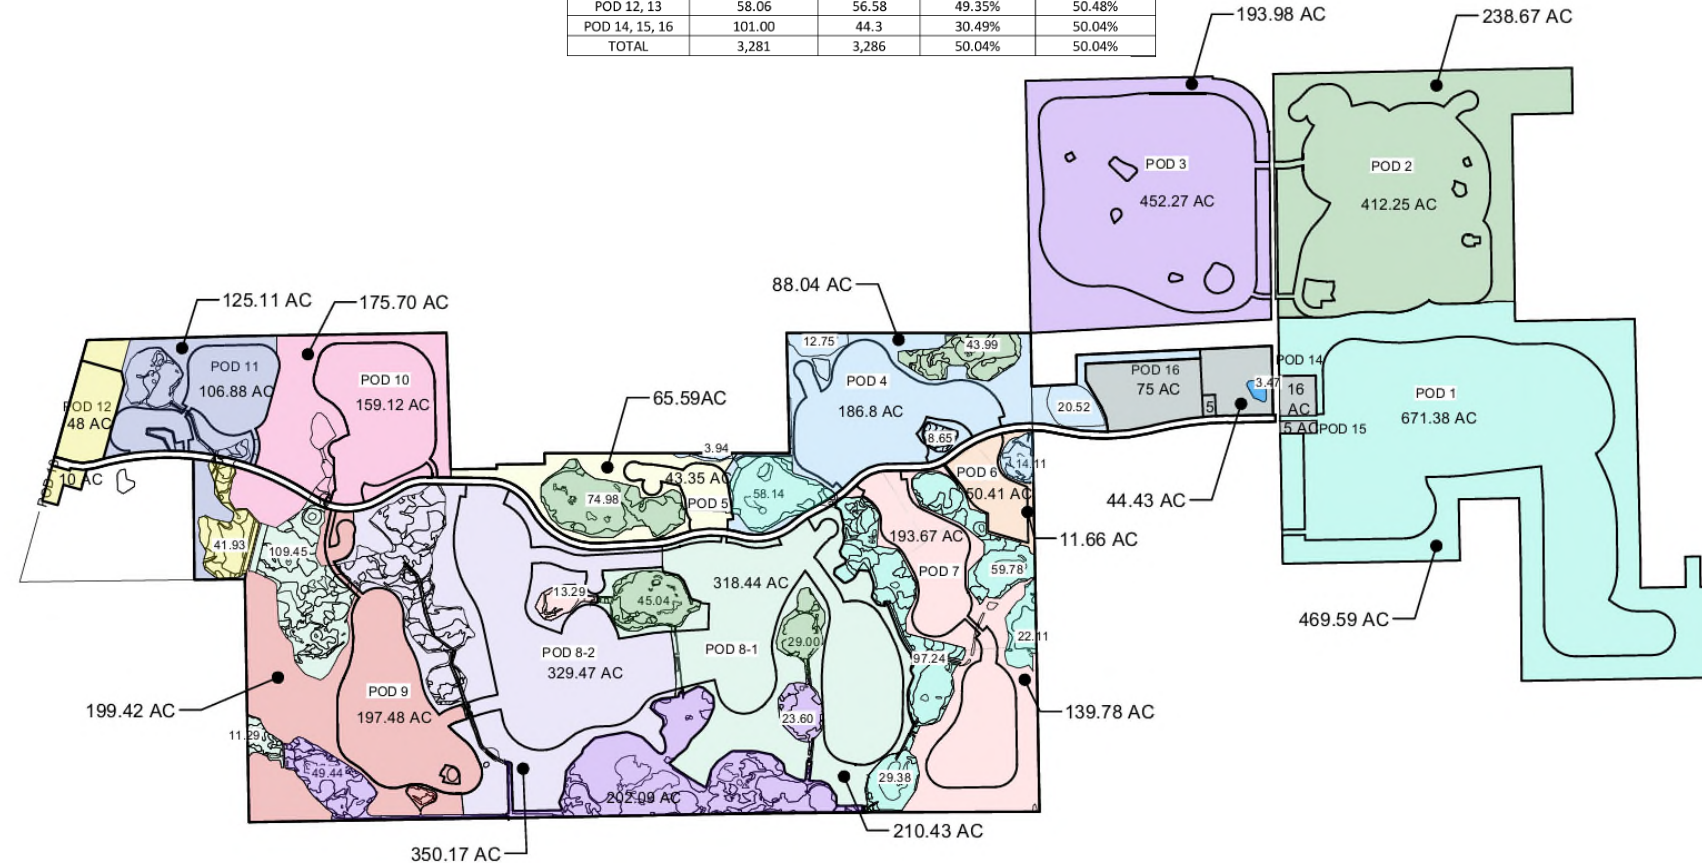 POD 12, 13 58.06 56.58 49.35% 50.48%
POD 14, 15, 16 101.00 44.3 30.49% 50.04%
TOTAL 3,281 3,286 50.04% 50.04%
193.98 AC
238.67 AC
POD 3
452.27 AC
POD 2
412.25 AC
88.04 AC
125.11 AC
175.70 AC
12.75
43.99
POD 11
106.88 AC
POD 10
159.12 AC
POD 4
186.8 AC
POD 16
75 AC
5
3.47
POD 14
16
AC
5 AC
POD 15
POD 1
671.38 AC
POD 12
48 AC
65.59AC
20.52
8.65
3.94
14.11
10 AC
43.35 AC
POD 5
74.98
58.14
POD 6
50.41 AC
44.43 AC
11.66 AC
41.93
109.45
193.67 AC
POD 7
59.78
318.44 AC
13.29
45.04
29.00
22.11
469.59 AC
POD 8-2
329.47 AC
POD 8-1
97.24
199.42 AC
POD 9
197.48 AC
23.60
139.78 AC
11.29
49.44
29.38
202.09 AC
210.43 AC
350.17 AC